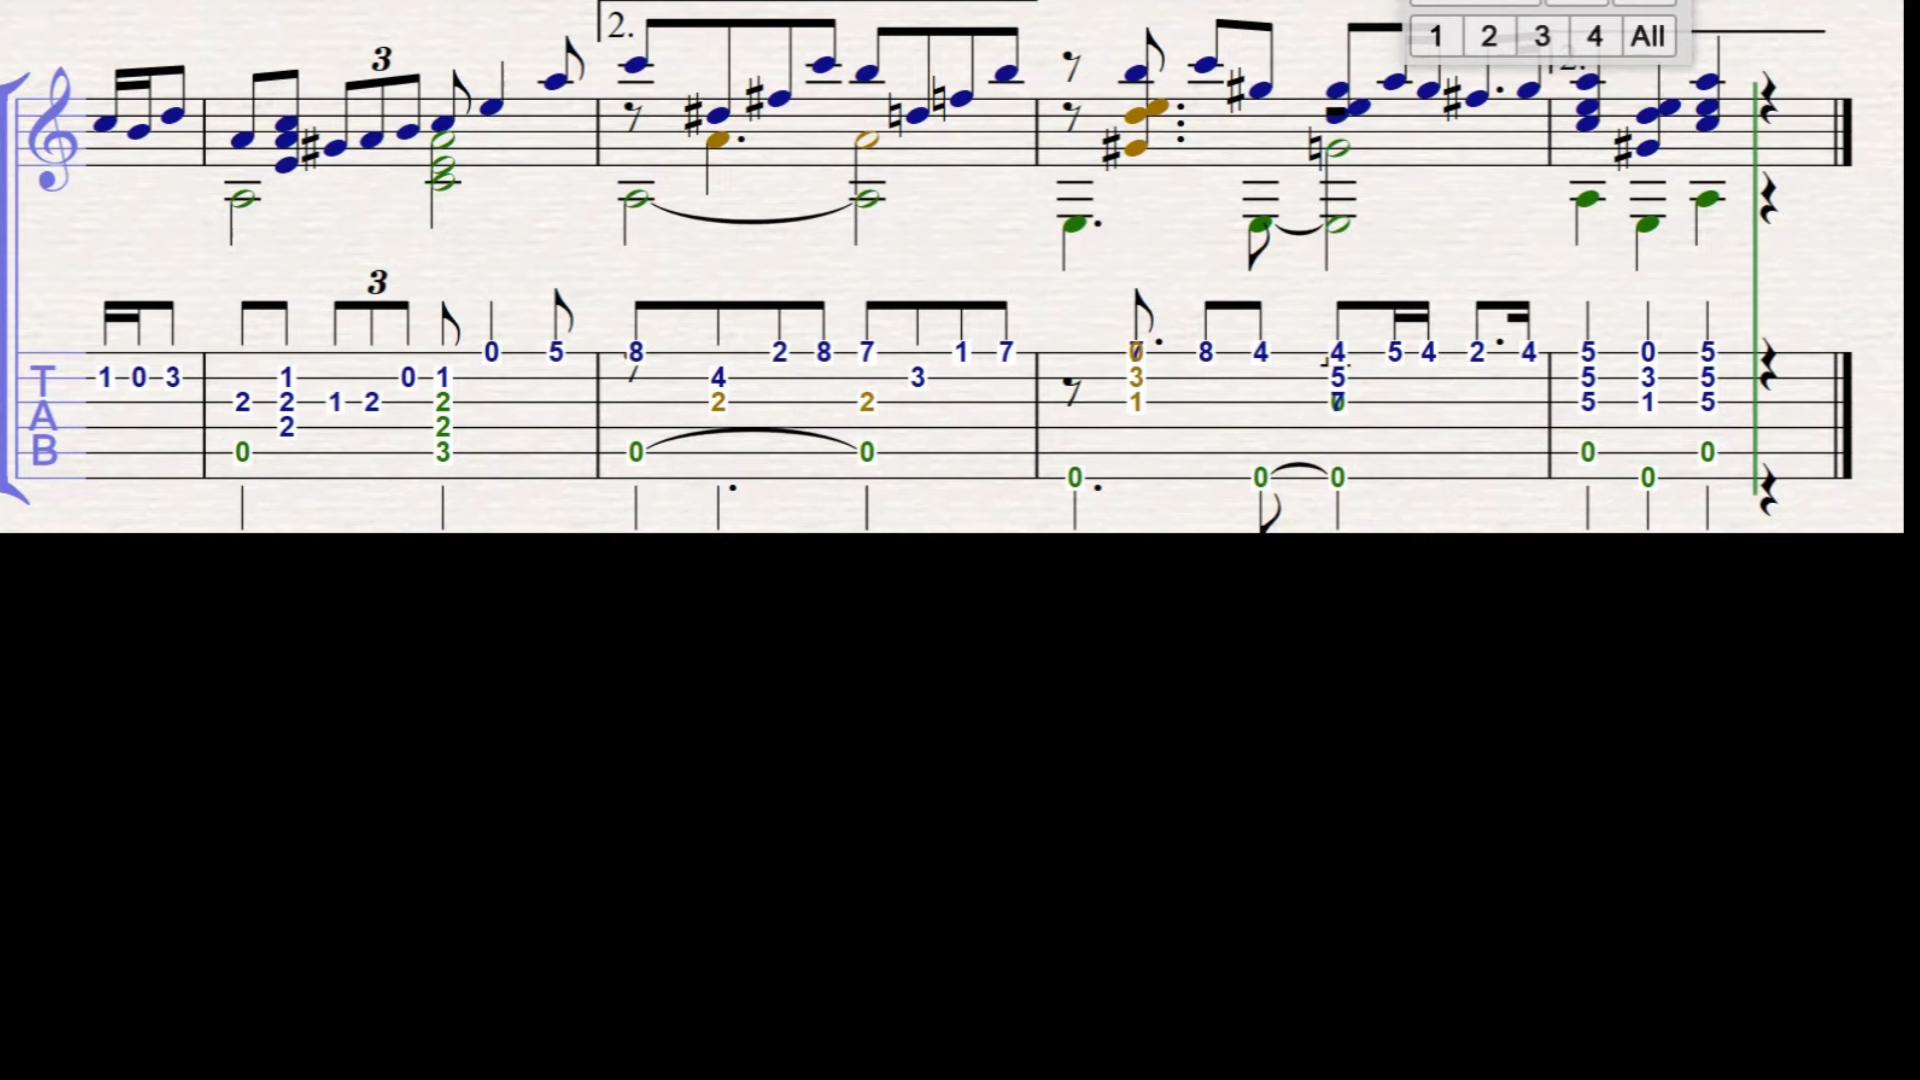 2.
1 2 3 4 All
3
3
8 2 8 7 1 7 8 4 4 5 4 2 4 5 0 5
0 5
T 1 0 3 1 0 1 4 3 3 5 5 3 5
A 2 2 1 2 2 2 2 1 5 1 5
2 2
B 0 3 0 0 0 0
0 0 0 0